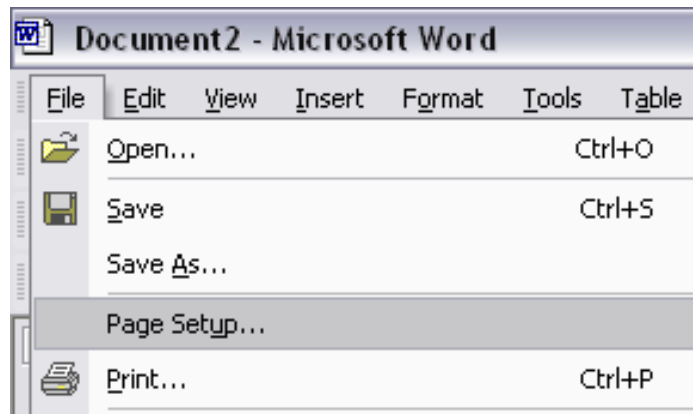 Document2 - Microsoft Word
File Edit View Insert Format Tools Table
Open... Ctrl+O
Save Ctrl+S
Save As...
Page Setup...
Print... Ctrl+P